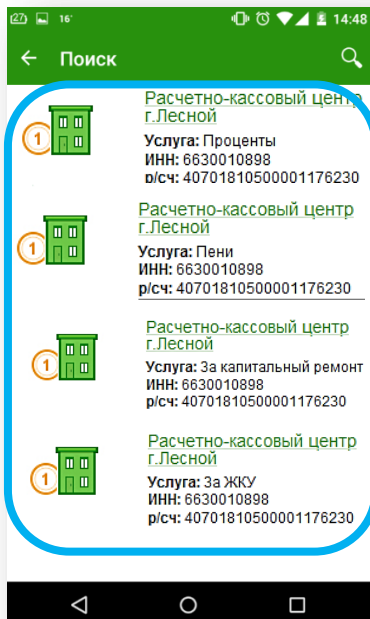 27 16° 14:48
Поиск
Расчетно-кассовый центр
г.Лесной
1
Услуга: Проценты
ИНН: 6630010898
р/сч: 40701810500001176230
Расчетно-кассовый центр
г.Лесной
1
Услуга: Пени
ИНН: 6630010898
р/сч: 40701810500001176230
Расчетно-кассовый центр
г.Лесной
1
Услуга: За капитальный ремонт
ИНН: 6630010898
р/сч: 40701810500001176230
Расчетно-кассовый центр
г.Лесной
1
Услуга: За ЖКУ
ИНН: 6630010898
р/сч: 40701810500001176230